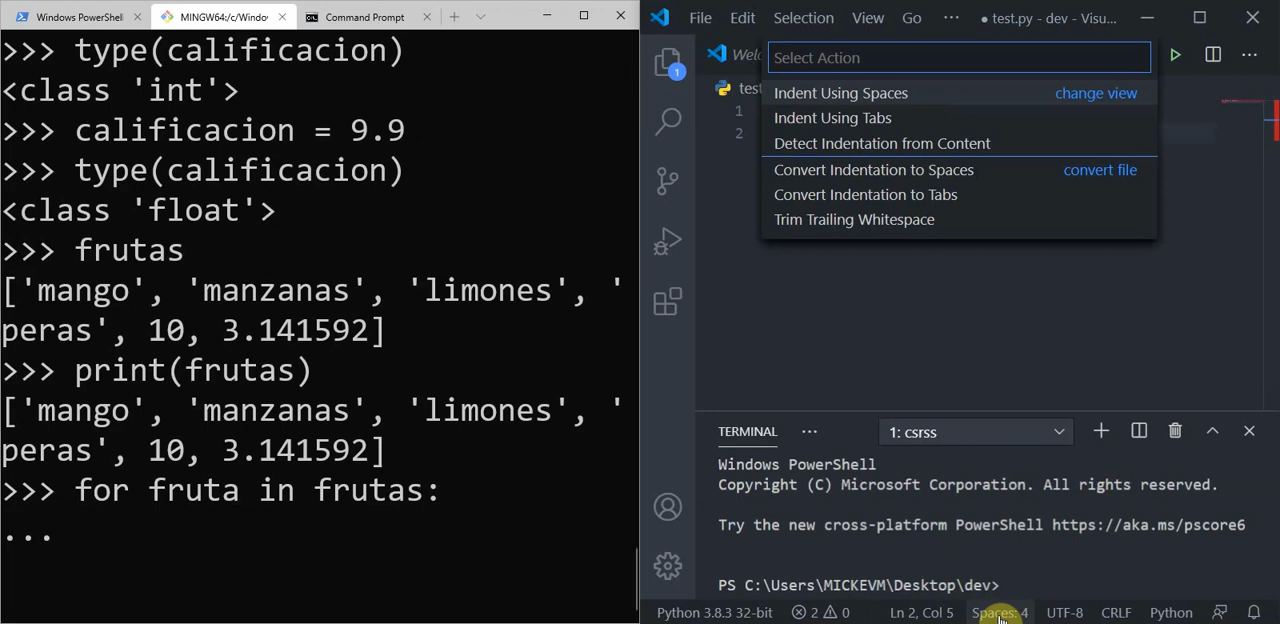 Windows PowerShell
MINGW64:/c/Windo
Command Prompt
>>> type(calificacion)
<class 'int'>
>>> calificacion = 9.9
>>> type(calificacion)
<class 'float'>
>>> frutas
['mango', 'manzanas', 'limones', '
peras', 10, 3.141592]
>>> print(frutas)
['mango', 'manzanas', 'limones', '
peras', 10, 3.141592]
>>> for fruta in frutas:
...
File Edit Selection View Go ··· ● test.py - dev - Visu...
Welc
Select Action
test
1
Indent Using Spaces change view
1
Indent Using Tabs
2
Detect Indentation from Content
Convert Indentation to Spaces convert file
Convert Indentation to Tabs
Trim Trailing Whitespace
TERMINAL ··· 1: csrss
Windows PowerShell
Copyright (C) Microsoft Corporation. All rights reserved.
Try the new cross-platform PowerShell https://aka.ms/pscore6
PS C:\Users\MICKEVM\Desktop\dev>
Python 3.8.3 32-bit 2 0 Ln 2, Col 5 Spaces: 4 UTF-8 CRLF Python